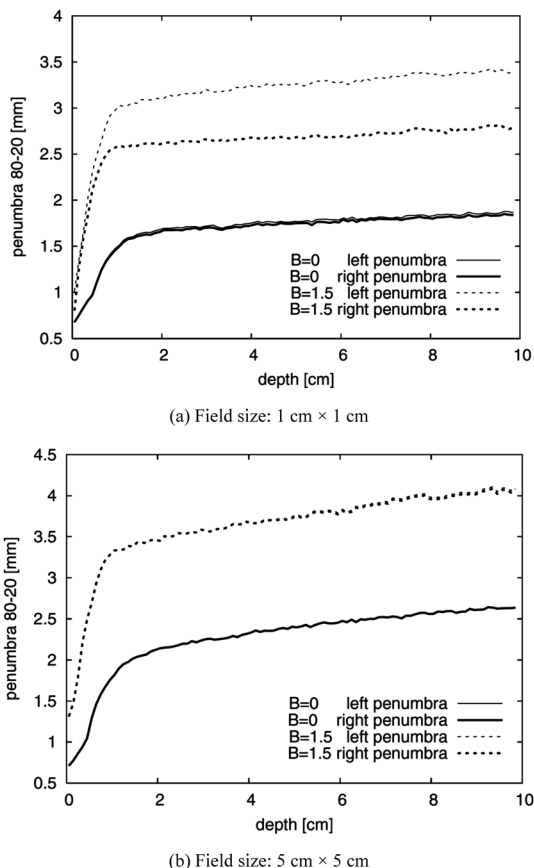 4
3.5
3
2.5
2
1.5
1
0.5
penumbra 80-20 [mm]
B=0 left penumbra
B=0 right penumbra
B=1.5 left penumbra
B=1.5 right penumbra
0 2 4 6 8 10
depth [cm]
(a) Field size: 1 cm × 1 cm
4.5
4
3.5
3
2.5
2
1.5
1
0.5
penumbra 80-20 [mm]
B=0 left penumbra
B=0 right penumbra
B=1.5 left penumbra
B=1.5 right penumbra
0 2 4 6 8 10
depth [cm]
(b) Field size: 5 cm × 5 cm